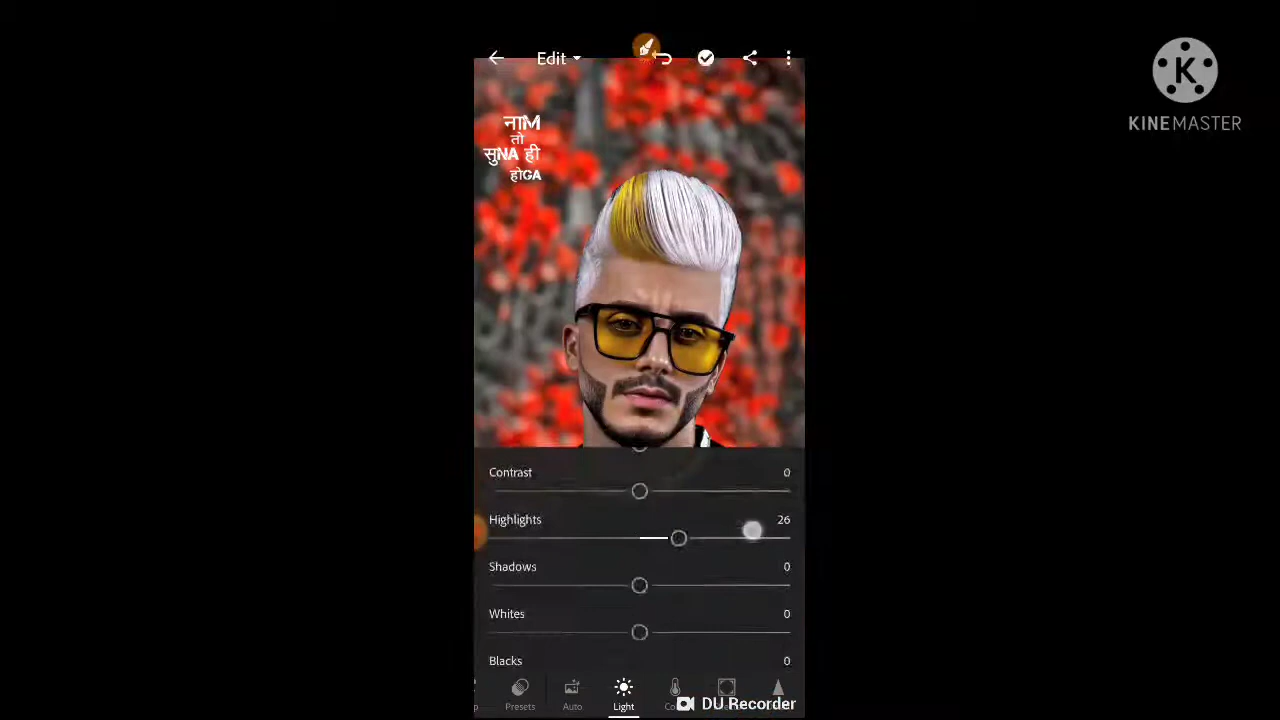 Edit
KINEMASTER
नाM
तो
सुNA ही
होGA
Contrast 0
Highlights 26
Shadows 0
Whites 0
Blacks 0
Presets Auto Light
DU Recorder